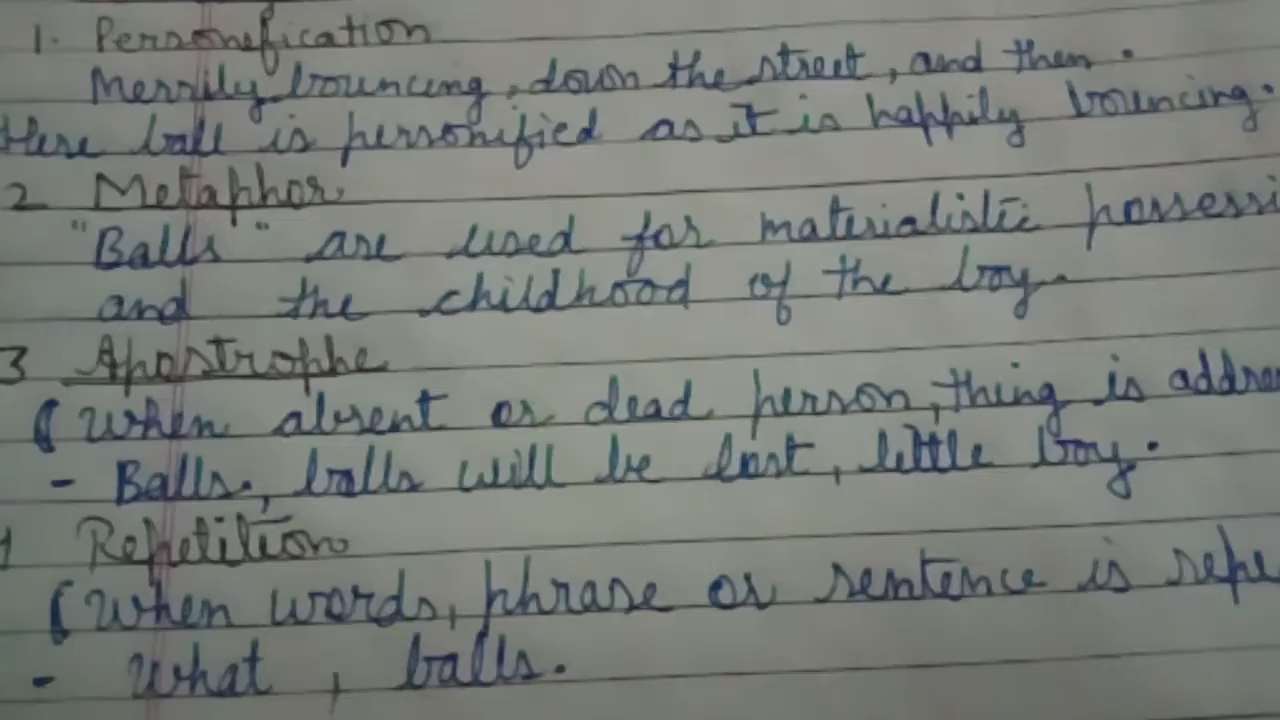 1. Personefication
Merrily bouncing, down the street, and then.
Here ball is personified as it is happily bouncing.
2 Metaphor.
"Balls" are used for materialistic possessi
and the childhood of the boy.
3 Apostrophe
( When absent or dead person, thing is addre
- Balls, balls will be lost, little boy.
Repetition
( When words, phrase or sentence is repe
- What, balls.